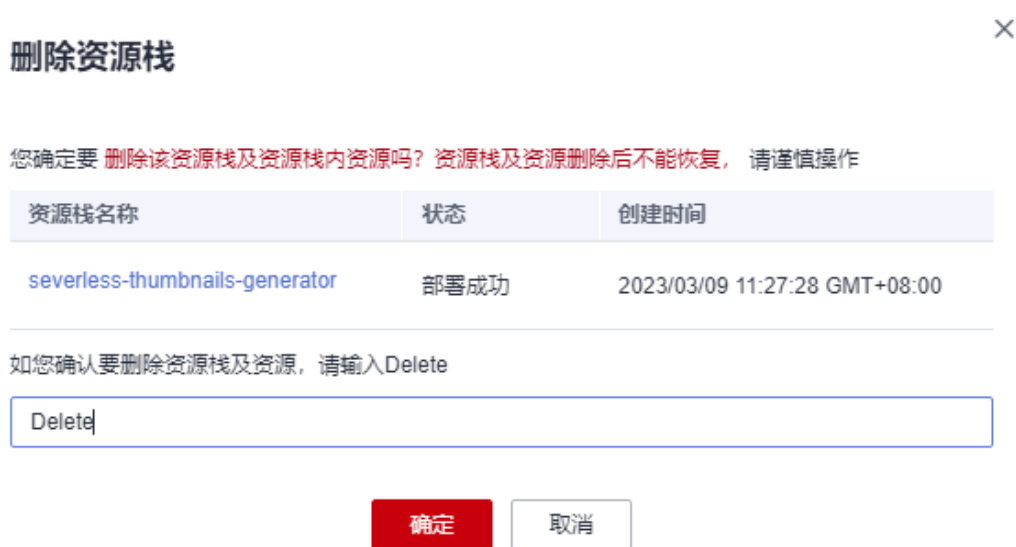 删除资源栈
您确定要 删除该资源栈及资源栈内资源吗？资源栈及资源删除后不能恢复， 请谨慎操作
资源栈名称 状态 创建时间
severless-thumbnails-generator 部署成功 2023/03/09 11:27:28 GMT+08:00
如您确认要删除资源栈及资源，请输入Delete
Delete
确定 取消